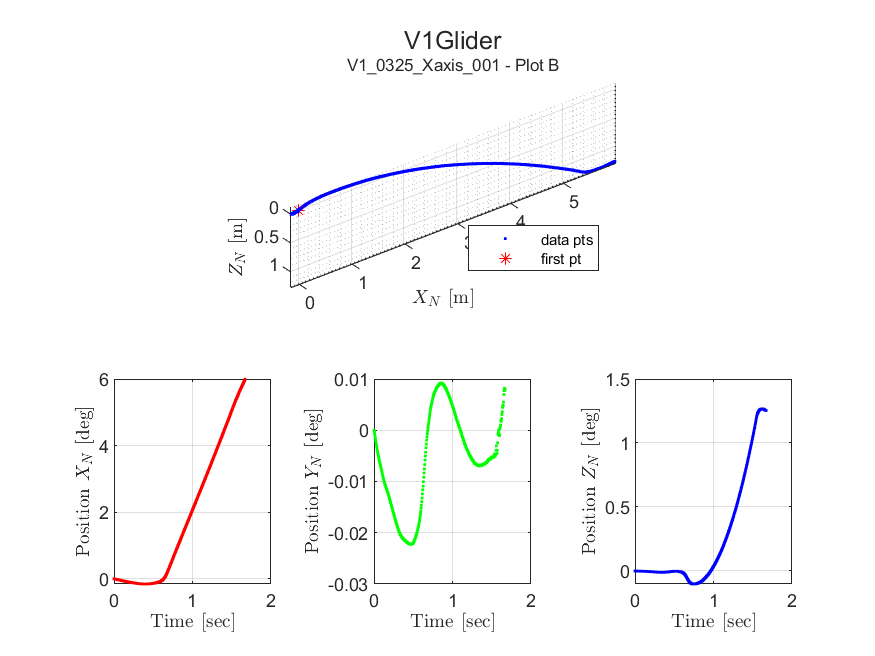 V1Glider
V1_0325_Xaxis_001 - Plot B
0
0.5
1
Z_N [m]
0
1
2
3
4
5
X_N [m]
data pts
first pt
6
4
2
0
Position X_N [deg]
0
1
2
Time [sec]
0.01
0
-0.01
-0.01
-0.02
-0.03
Position Y_N [deg]
0
1
2
Time [sec]
1.5
1
0.5
0
Position Z_N [deg]
0
1
2
Time [sec]